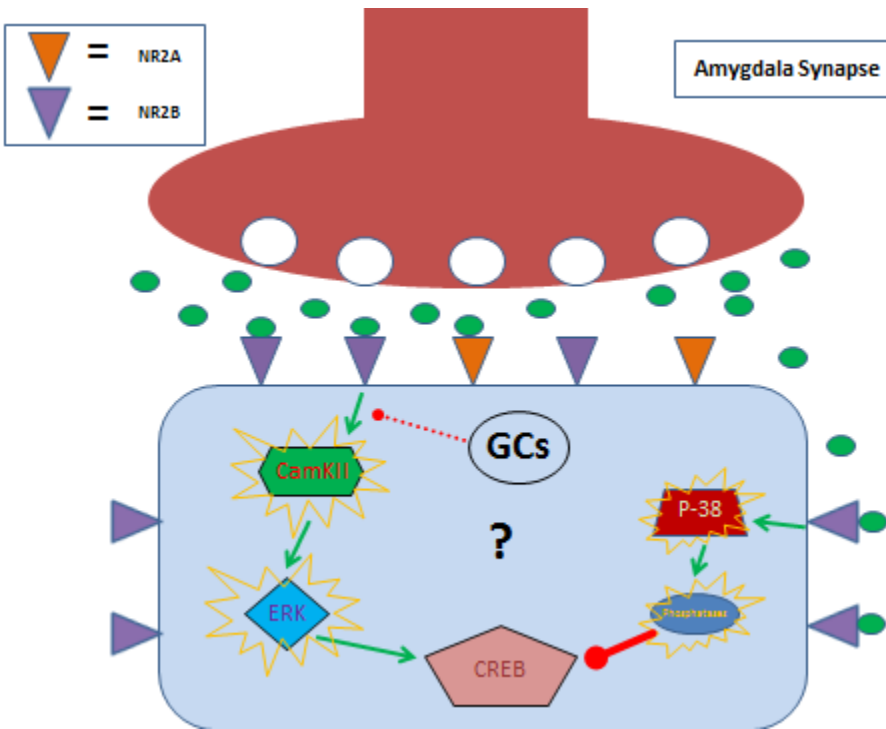 = NR2A
= NR2B
Amygdala Synapse
GCs
CamKII
P-38
?
ERK
Phosphatases
CREB